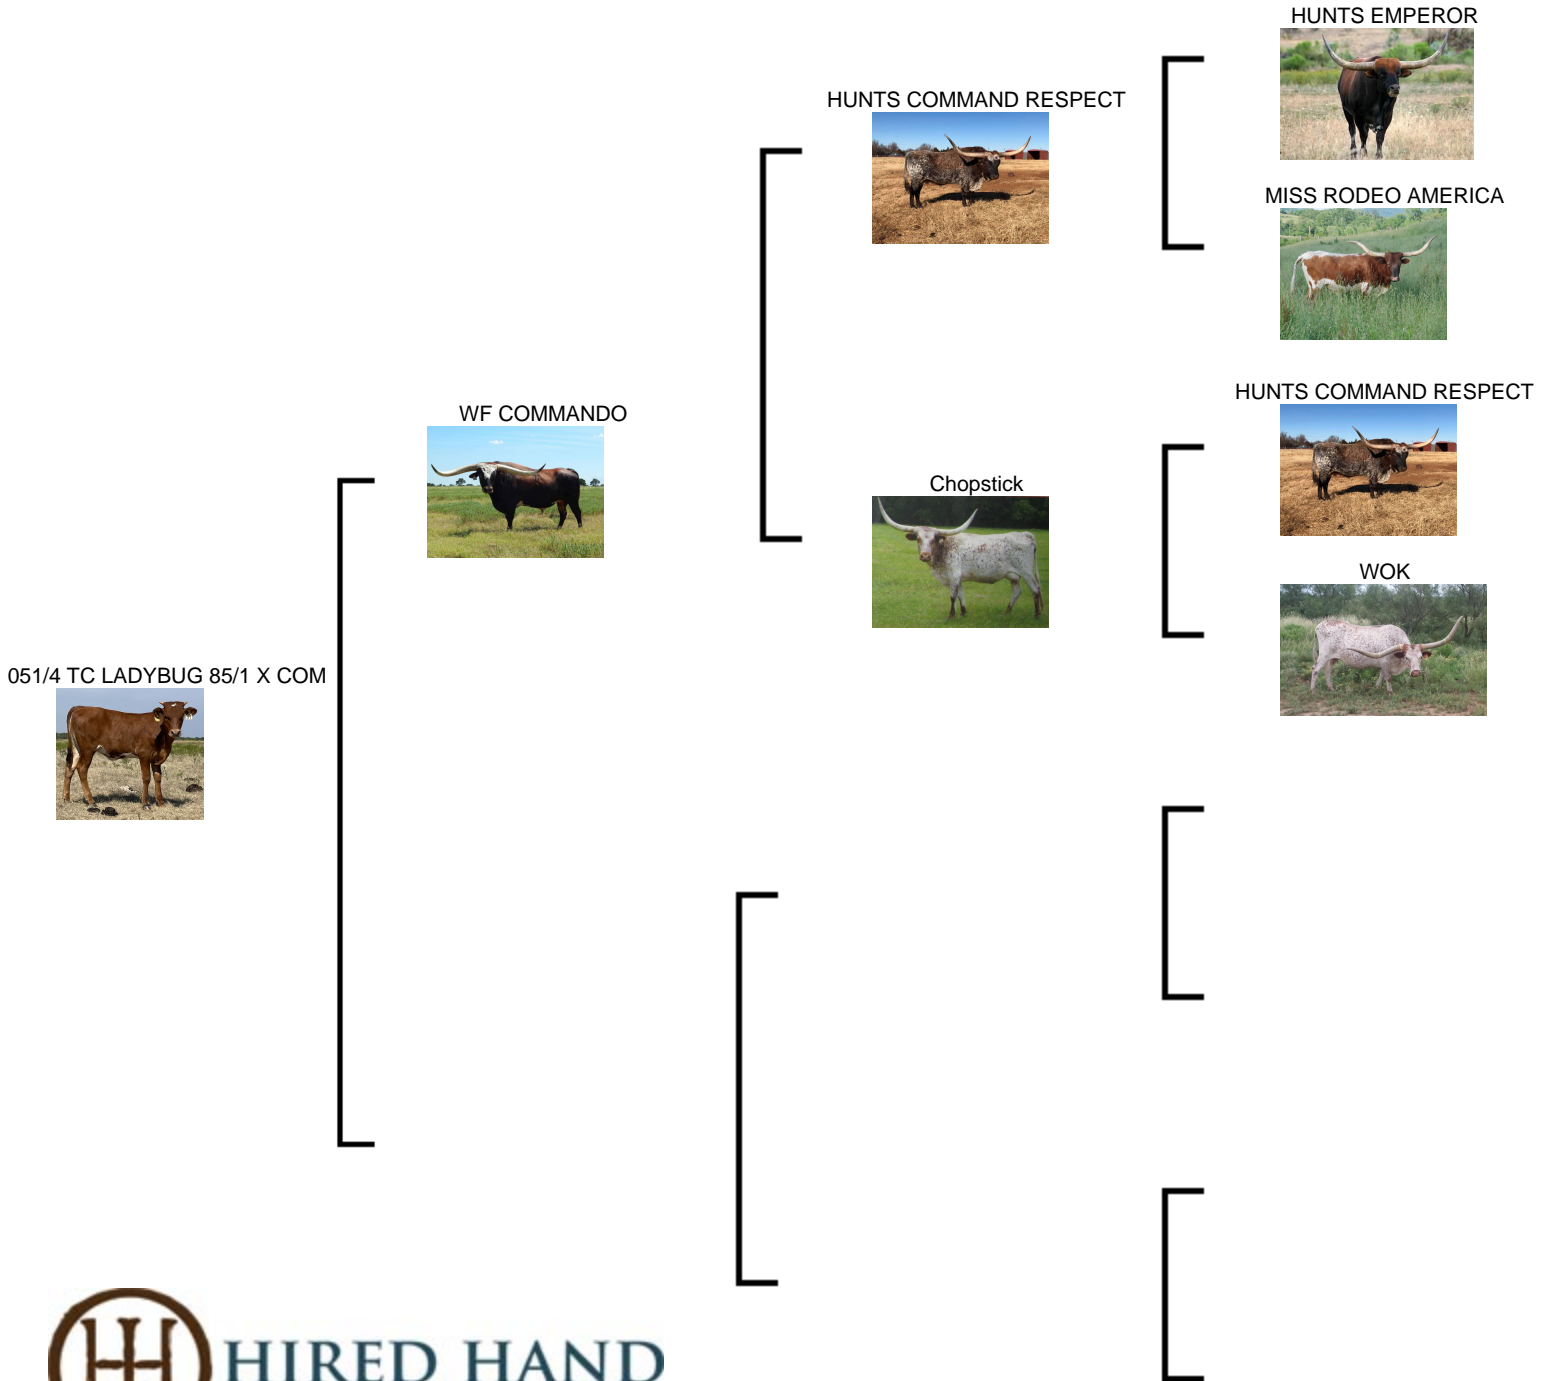 HUNTS EMPEROR
HUNTS COMMAND RESPECT
MISS RODEO AMERICA
HUNTS COMMAND RESPECT
WF COMMANDO
Chopstick
WOK
051/4 TC LADYBUG 85/1 X COM
HIRED HAND